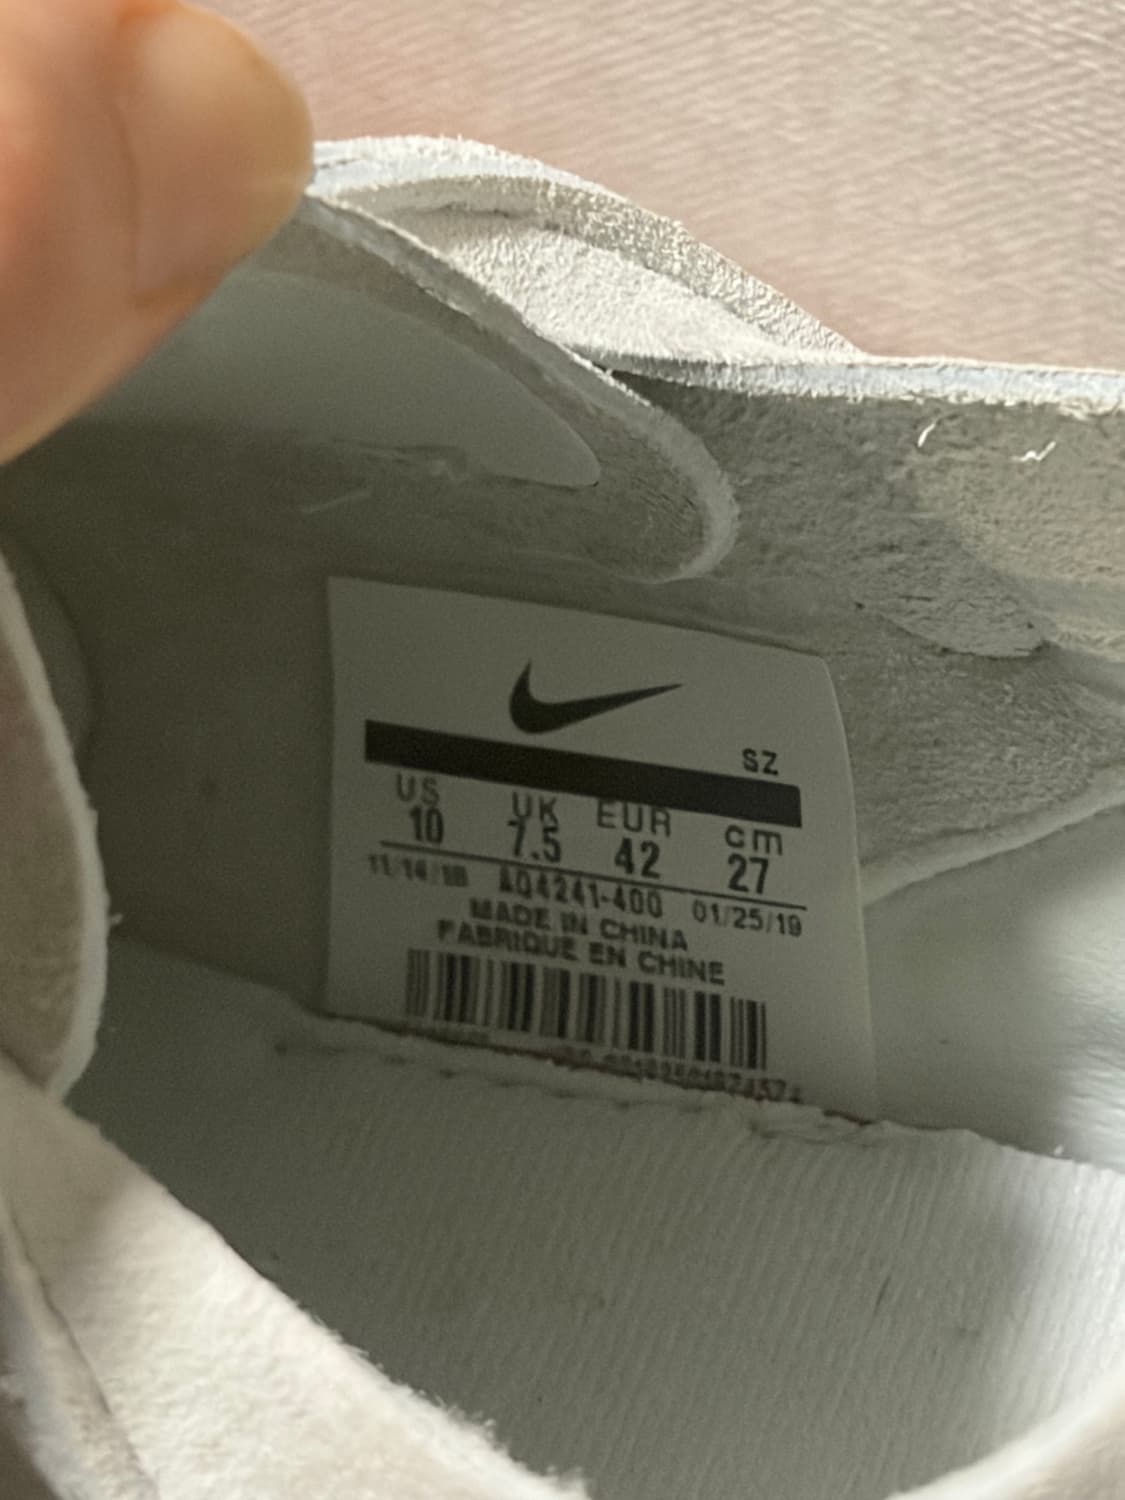 SZ
US UK EUR cm
10 7.5 42 27
11/14/18 AQ4241-400 01/25/19
MADE IN CHINA
FABRIQUE EN CHINE